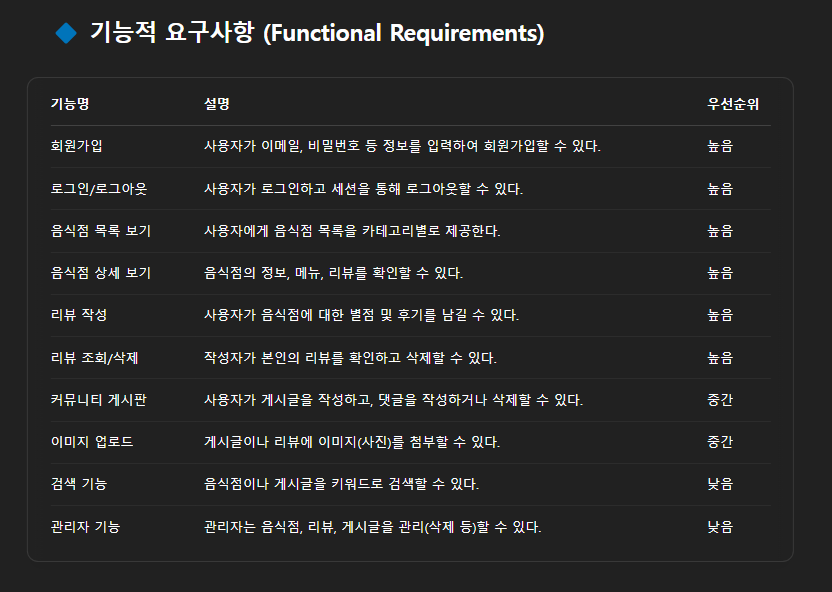 기능적 요구사항 (Functional Requirements)
기능명 설명 우선순위
회원가입 사용자가 이메일, 비밀번호 등 정보를 입력하여 회원가입할 수 있다. 높음
로그인/로그아웃 사용자가 로그인하고 세션을 통해 로그아웃할 수 있다. 높음
음식점 목록 보기 사용자에게 음식점 목록을 카테고리별로 제공한다. 높음
음식점 상세 보기 음식점의 정보, 메뉴, 리뷰를 확인할 수 있다. 높음
리뷰 작성 사용자가 음식점에 대한 별점 및 후기를 남길 수 있다. 높음
리뷰 조회/삭제 작성자가 본인의 리뷰를 확인하고 삭제할 수 있다. 높음
커뮤니티 게시판 사용자가 게시글을 작성하고, 댓글을 작성하거나 삭제할 수 있다. 중간
이미지 업로드 게시글이나 리뷰에 이미지(사진)를 첨부할 수 있다. 중간
검색 기능 음식점이나 게시글을 키워드로 검색할 수 있다. 낮음
관리자 기능 관리자는 음식점, 리뷰, 게시글을 관리(삭제 등)할 수 있다. 낮음